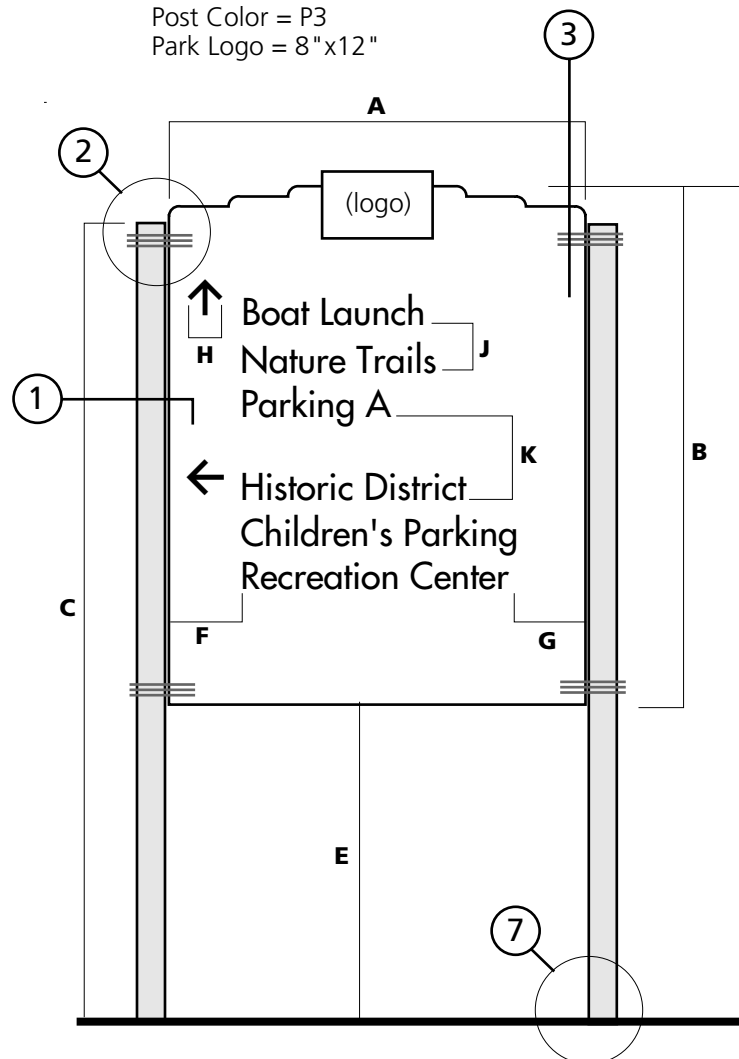 Post Color = P3
Park Logo = 8"x12"
3
A
2
(logo)
Boat Launch
H
J
Nature Trails
1
Parking A
K
B
Historic District
Children's Parking
Recreation Center
C
F
G
E
7